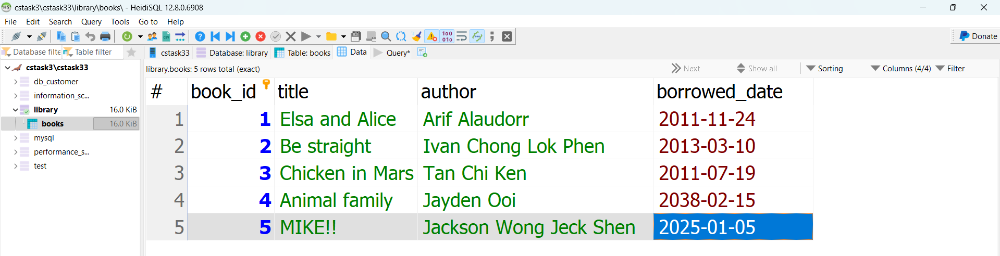 cstask3\cstask33\library\books\ - HeidiSQL 12.8.0.6908
File Edit Search Query Tools Go to Help
Donate
Database filte Table filter
cstask33 Database: library Table: books Data Query*
cstask3\cstask33
db_customer
information_sc...
library 16.0 KiB
books 16.0 KiB
mysql
performance_s...
test
library.books: 5 rows total (exact) Next Show all Sorting Columns (4/4) Filter
# book_id title author borrowed_date
1 1 Elsa and Alice Arif Alaudorr 2011-11-24
2 2 Be straight Ivan Chong Lok Phen 2013-03-10
3 3 Chicken in Mars Tan Chi Ken 2011-07-19
4 4 Animal family Jayden Ooi 2038-02-15
5 5 MIKE!! Jackson Wong Jeck Shen 2025-01-05